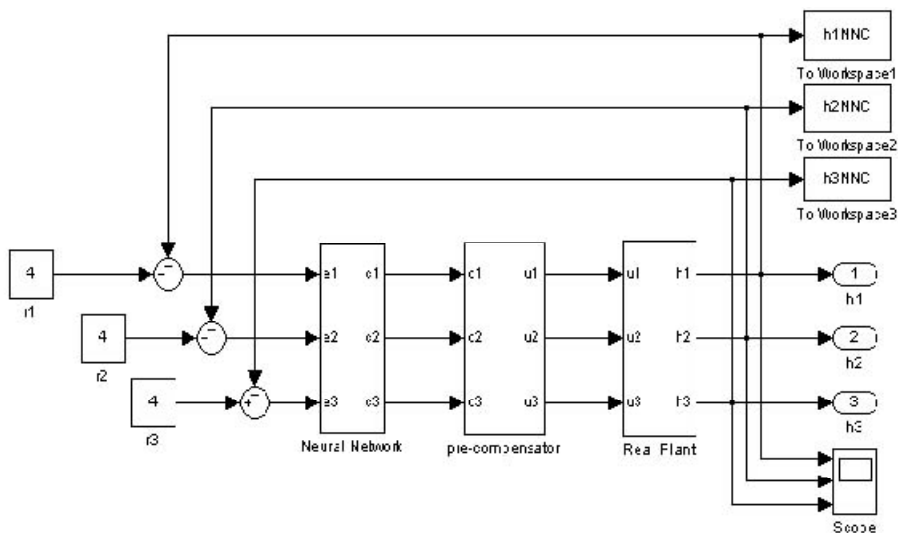 h1NNC
To Workspace1
h2NNC
To Workspace2
h3NNC
To Workspace3
4
r1
4
r2
4
r3
e1 c1
e2 c2
e3 c3
Neural Network
c1 u1
c2 u2
c3 u3
pre-compensator
u1 h1
u2 h2
u3 h3
Real Plant
1
h1
2
h2
3
h3
Scope